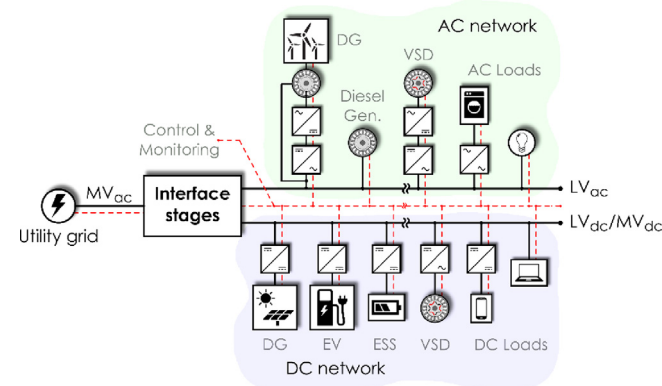 AC network
DG
VSD
AC Loads
Diesel
Gen.
Control &
Monitoring
MVac
Interface
stages
LVac
Utility grid
LVdc/MVdc
DG
EV
ESS
VSD
DC Loads
DC network